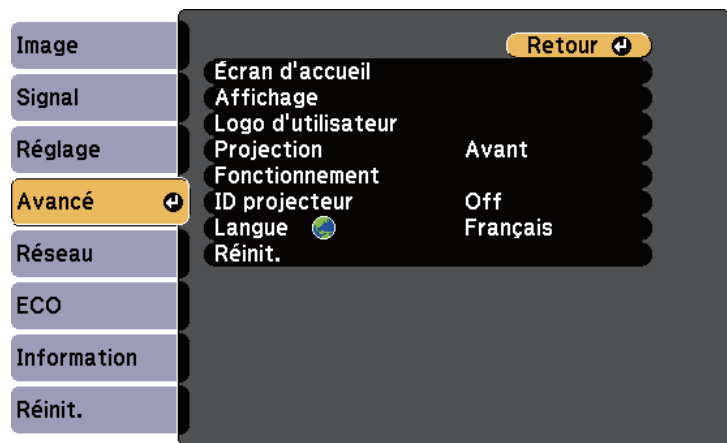 Image
Signal
Réglage
Avancé
Réseau
ECO
Information
Réinit.
Retour
Écran d'accueil
Affichage
Logo d'utilisateur
Projection Avant
Fonctionnement
ID projecteur Off
Langue Français
Réinit.